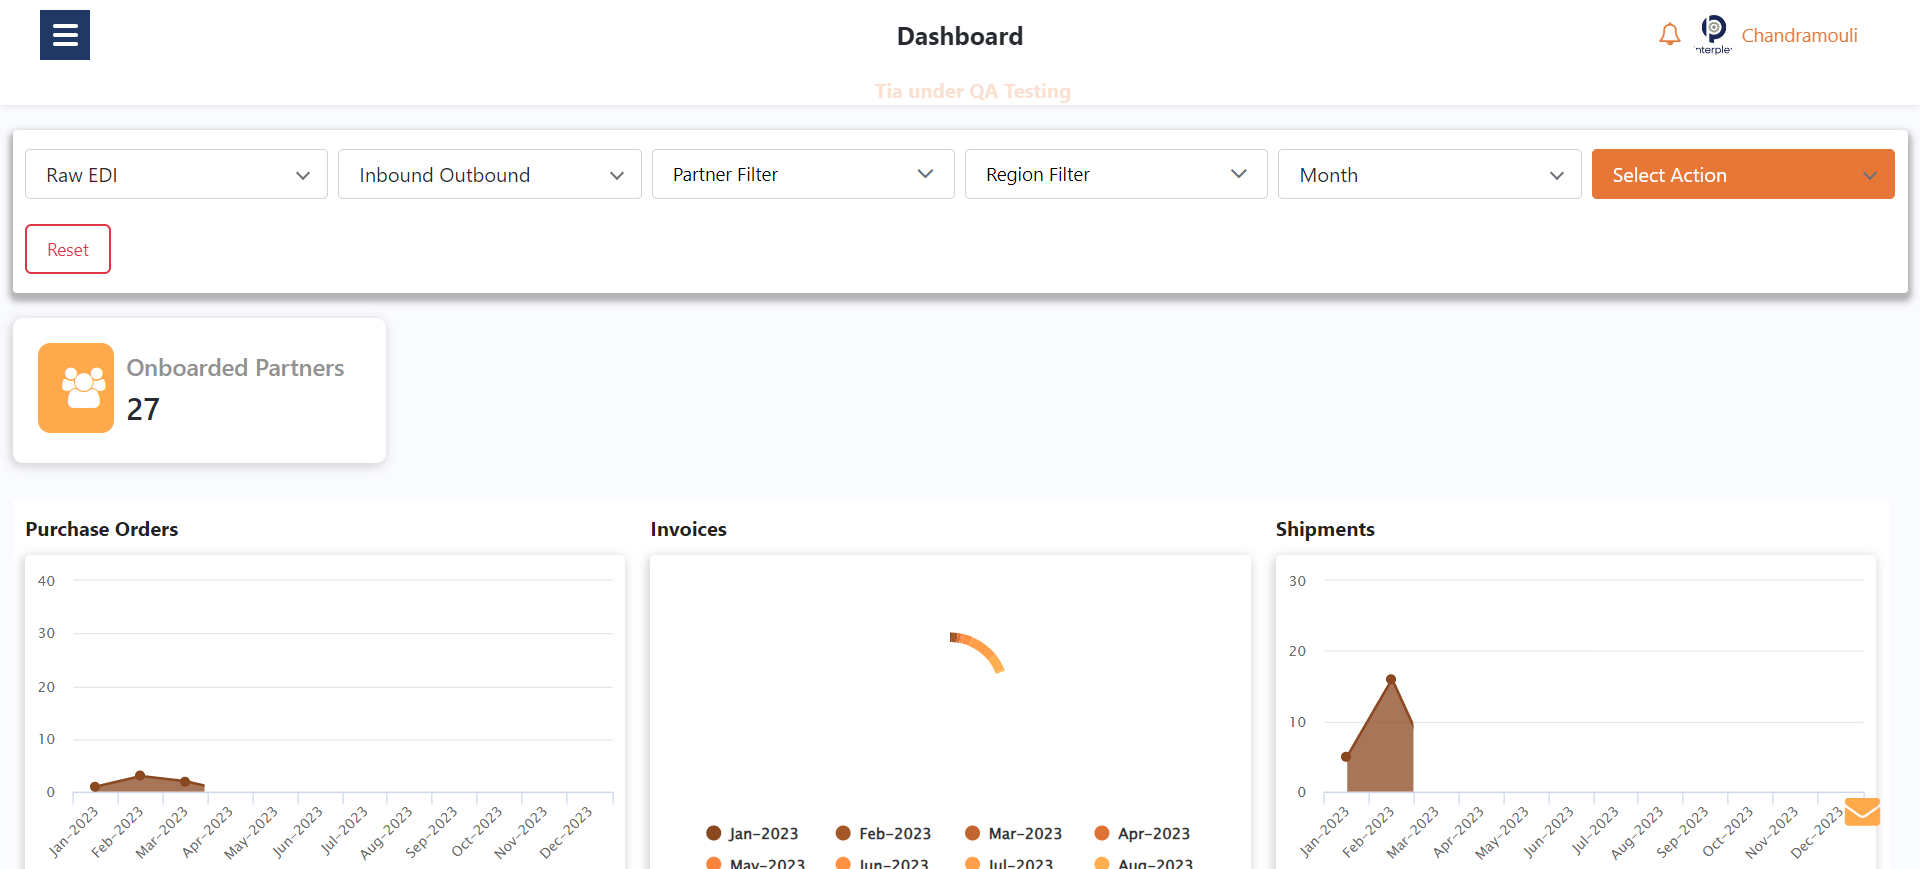 Dashboard
Chandramouli
Tia under QA Testing
Raw EDI
Inbound Outbound
Partner Filter
Region Filter
Month
Select Action
Reset
Onboarded Partners
27
Purchase Orders
40
30
20
10
0
Jan-2023 Feb-2023 Mar-2023 Apr-2023 May-2023 Jun-2023 Jul-2023 Aug-2023 Sep-2023 Oct-2023 Nov-2023 Dec-2023
Invoices
Jan-2023 Feb-2023 Mar-2023 Apr-2023
May-2023 Jun-2023 Jul-2023 Aug-2023
Shipments
30
20
10
0
Jan-2023 Feb-2023 Mar-2023 Apr-2023 May-2023 Jun-2023 Jul-2023 Aug-2023 Sep-2023 Oct-2023 Nov-2023 Dec-2023